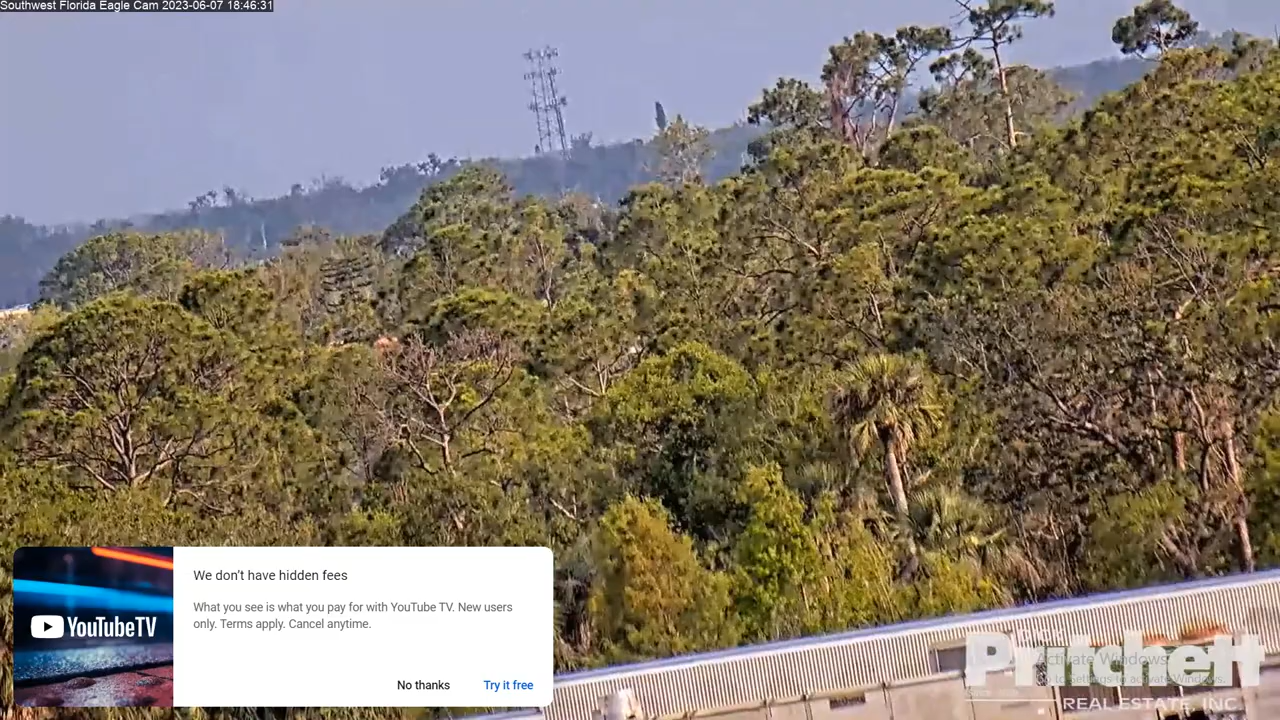 Southwest Florida Eagle Cam 2023-06-07 18:46:31
We don't have hidden fees
What you see is what you pay for with YouTube TV. New users
only. Terms apply. Cancel anytime.
YouTubeTV
No thanks
Try it free
Pritchett
Activate Windows
Go to Settings to activate Windows.
REAL ESTATE, INC.